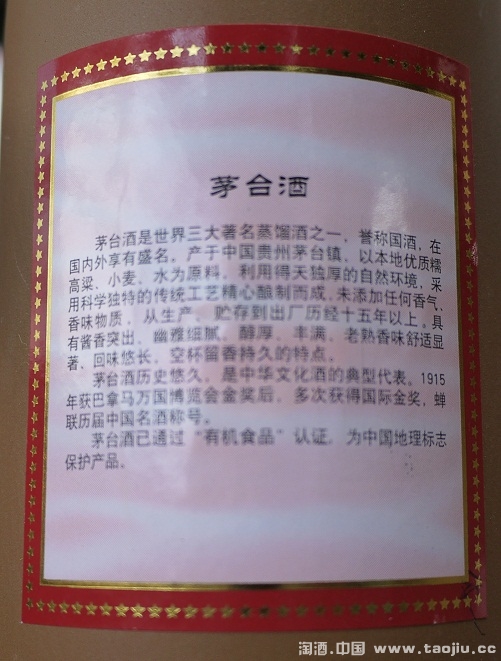 茅台酒
茅台酒是世界三大著名蒸馏酒之一，誉称国酒，在
国内外享有盛名。产于中国贵州茅台镇，以本地优质糯
高粱、小麦、水为原料，利用得天独厚的自然环境，采
用科学独特的传统工艺精心酿制而成，未添加任何香气、
香味物质，从生产、贮存到出厂历经十五年以上。具
有酱香突出、幽雅细腻、醇厚、丰满、老熟香味舒适显
著、回味悠长、空杯留香持久的特点。
茅台酒历史悠久，是中华文化酒的典型代表。1915
年获巴拿马万国博览会金奖后，多次获得国际金奖，蝉
联历届中国名酒称号。
茅台酒已通过“有机食品”认证，为中国地理标志
保护产品。
淘酒.中国 www.taojiu.cc